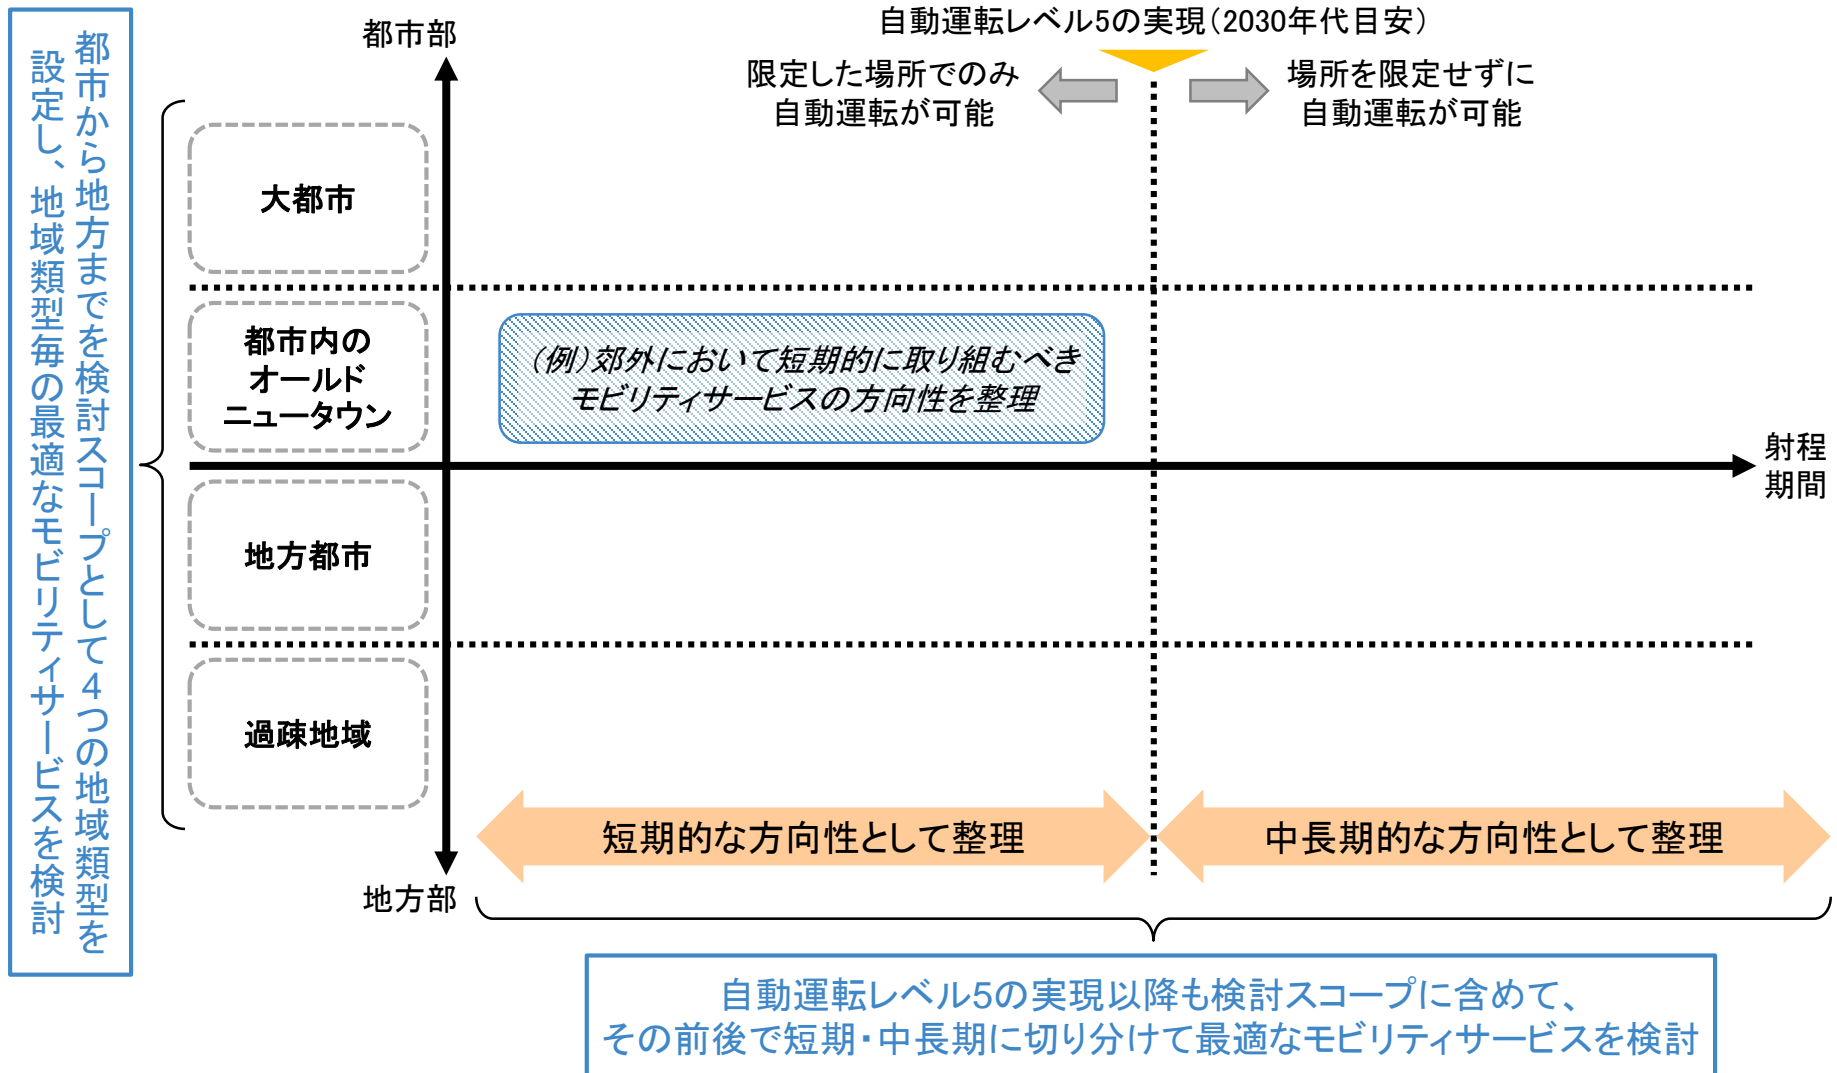 都市から地方までを検討スコープとして4つの地域類型を
設定し、地域類型毎の最適なモビリティサービスを検討
都市部
自動運転レベル5の実現(2030年代目安)
限定した場所でのみ
自動運転が可能
場所を限定せずに
自動運転が可能
大都市
都市内の
オールド
ニュータウン
(例)郊外において短期的に取り組むべき
モビリティサービスの方向性を整理
射程
期間
地方都市
過疎地域
短期的な方向性として整理
中長期的な方向性として整理
地方部
自動運転レベル5の実現以降も検討スコープに含めて、
その前後で短期・中長期に切り分けて最適なモビリティサービスを検討